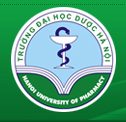 TRƯỜNG ĐẠI HỌC DƯỢC HÀ NỘI
HANOI UNIVERSITY OF PHARMACY